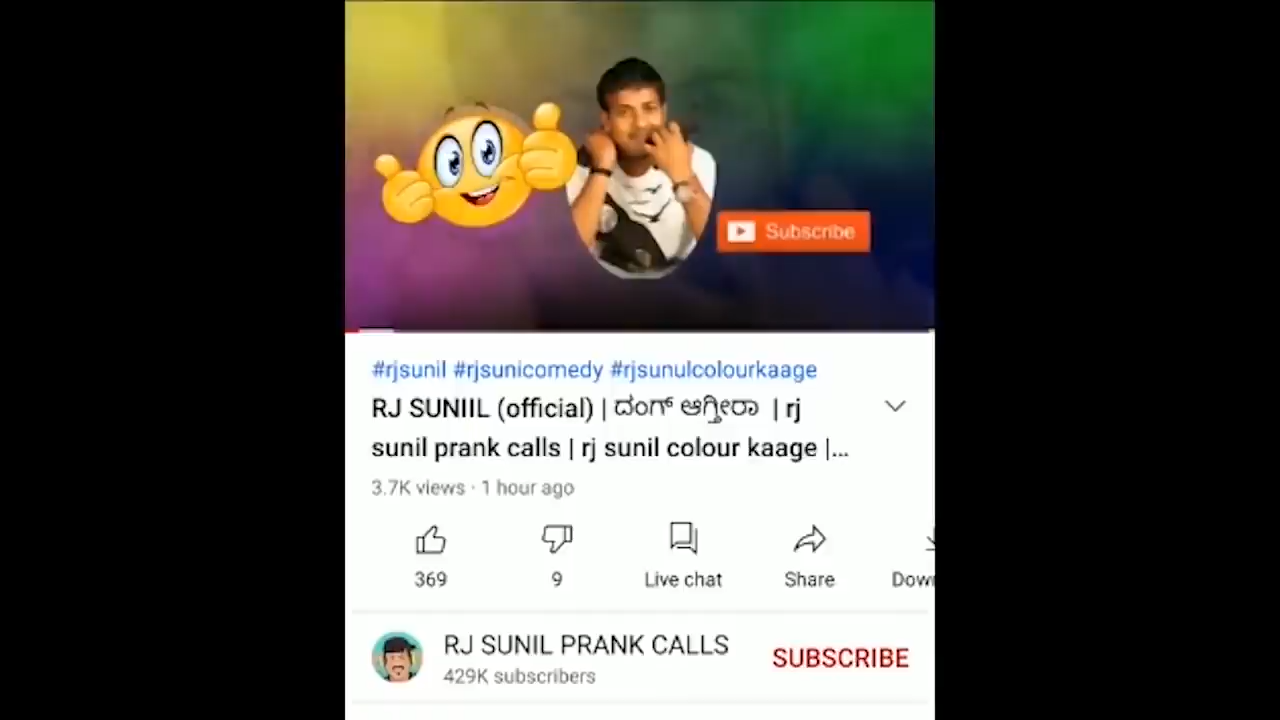 Subscribe
#rjsunil #rjsunicomedy #rjsunulcolourkaage
RJ SUNIIL (official) | ದಂಗ್ ಆಗ್ತೀರಾ | rj
sunil prank calls | rj sunil colour kaage |...
3.7K views · 1 hour ago
369 9 Live chat Share Down
RJ SUNIL PRANK CALLS
SUBSCRIBE
429K subscribers